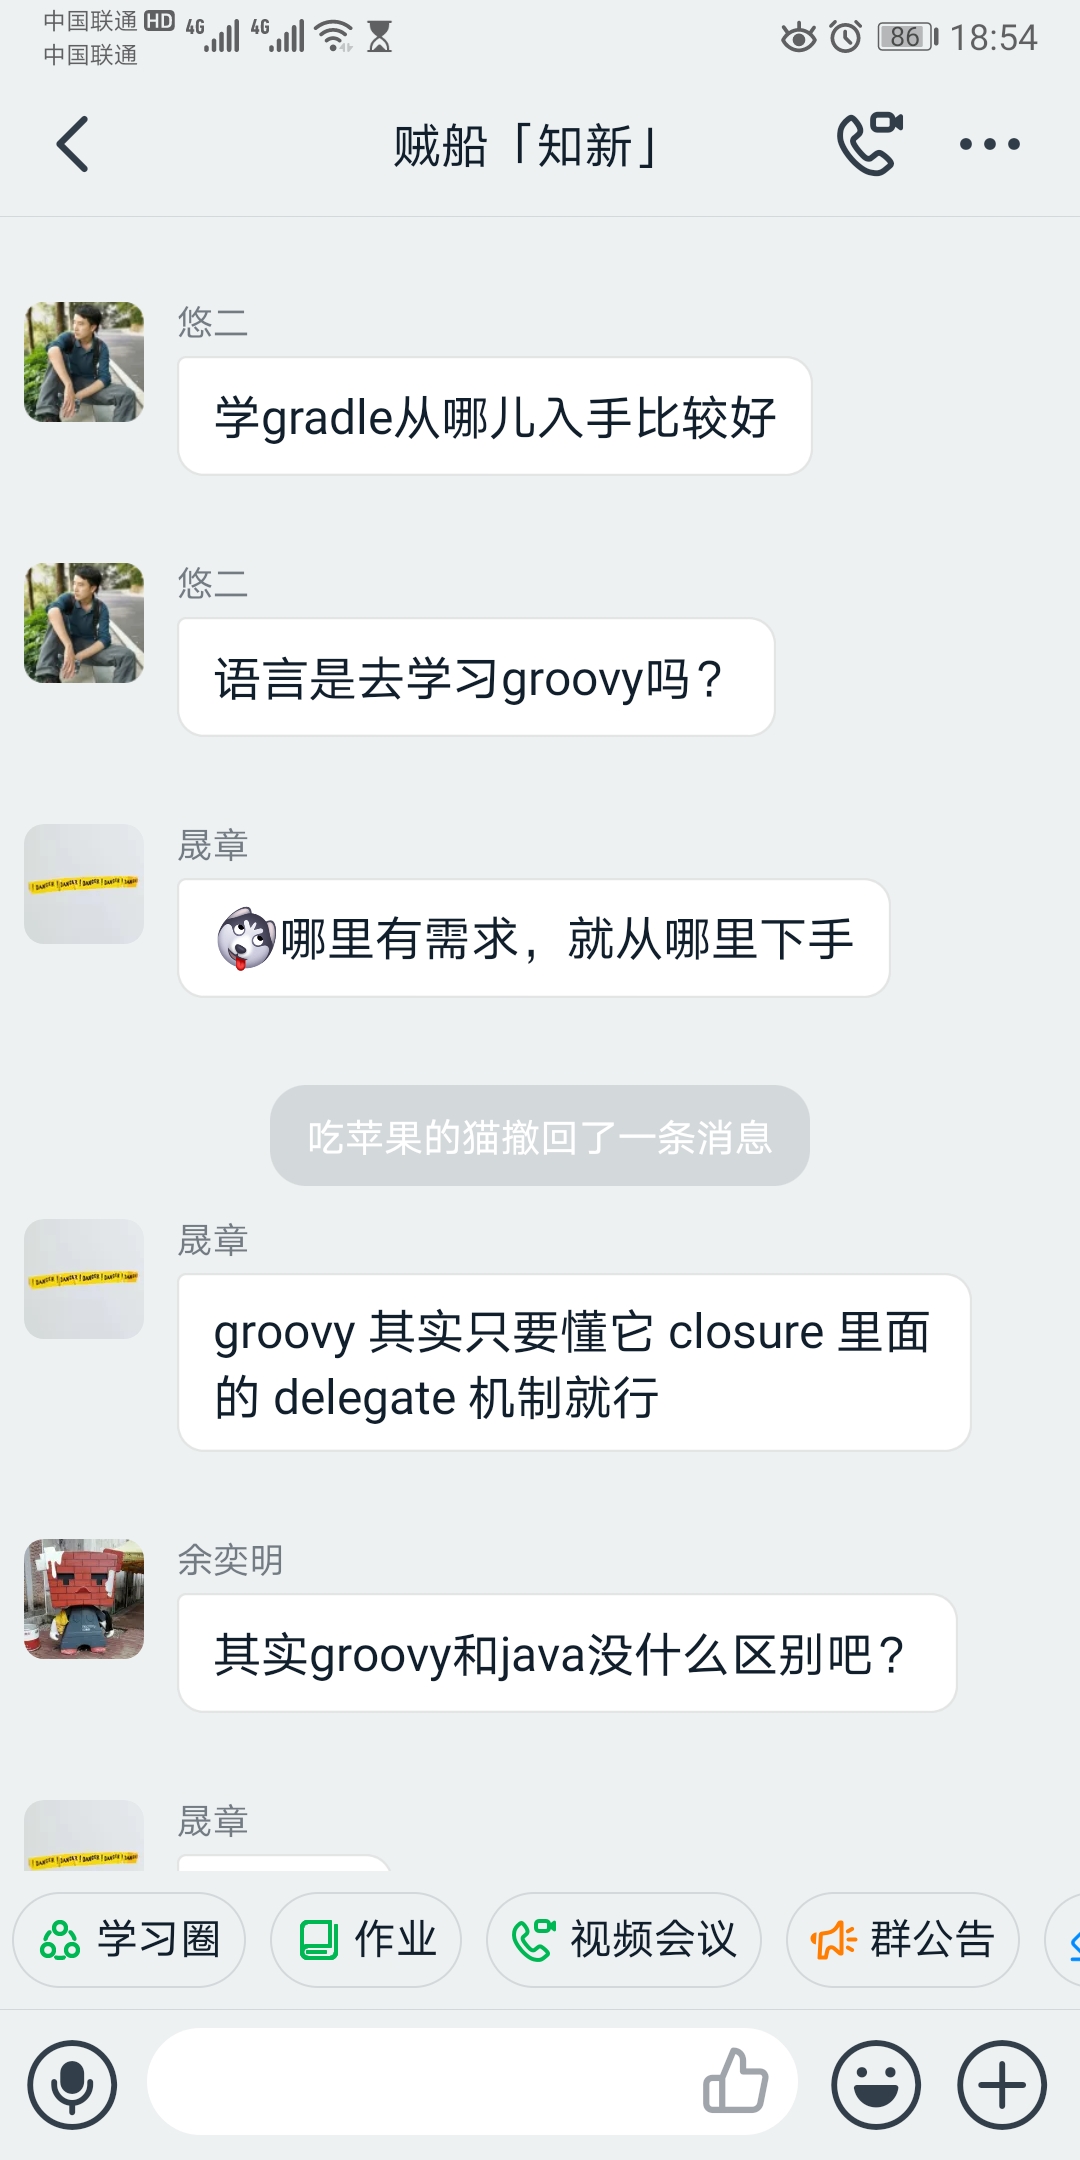 中国联通 HD 4G 4G 86 18:54
中国联通
贼船「知新」
悠二
学gradle从哪儿入手比较好
悠二
语言是去学习groovy吗？
晟章
哪里有需求，就从哪里下手
吃苹果的猫撤回了一条消息
晟章
groovy 其实只要懂它 closure 里面
的 delegate 机制就行
余奕明
其实groovy和java没什么区别吧？
晟章
学习圈 作业 视频会议 群公告